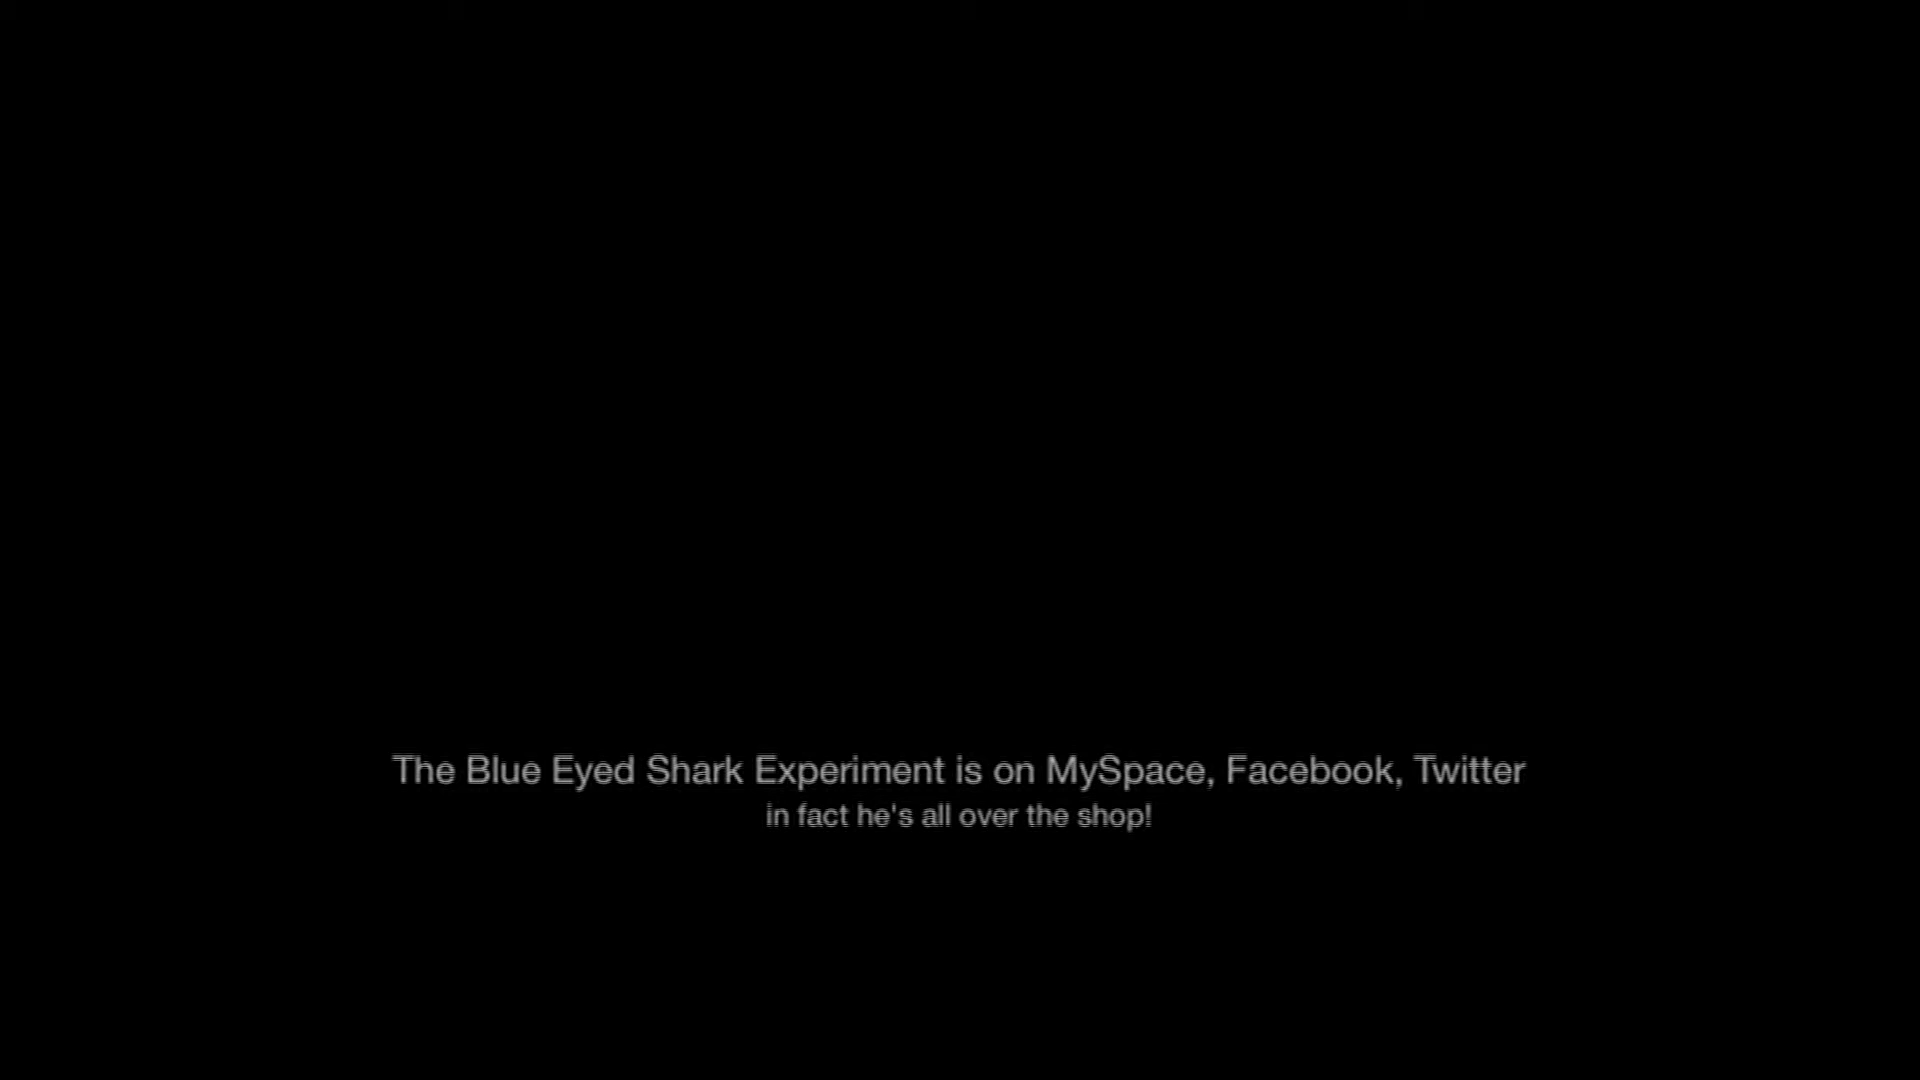 The Blue Eyed Shark Experiment is on MySpace, Facebook, Twitter
in fact he's all over the shop!